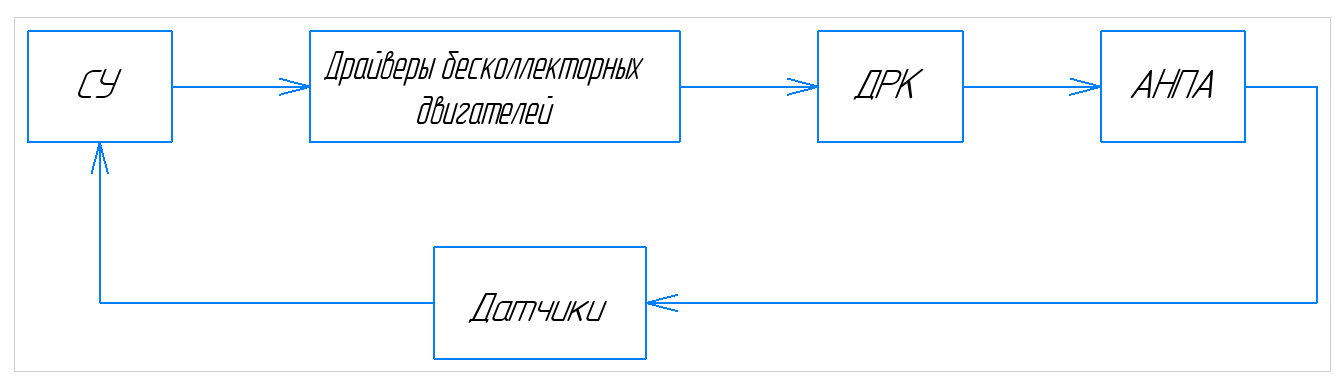 СУ
Драйверы бесколлекторных
двигателей
ДРК
АНПА
Датчики